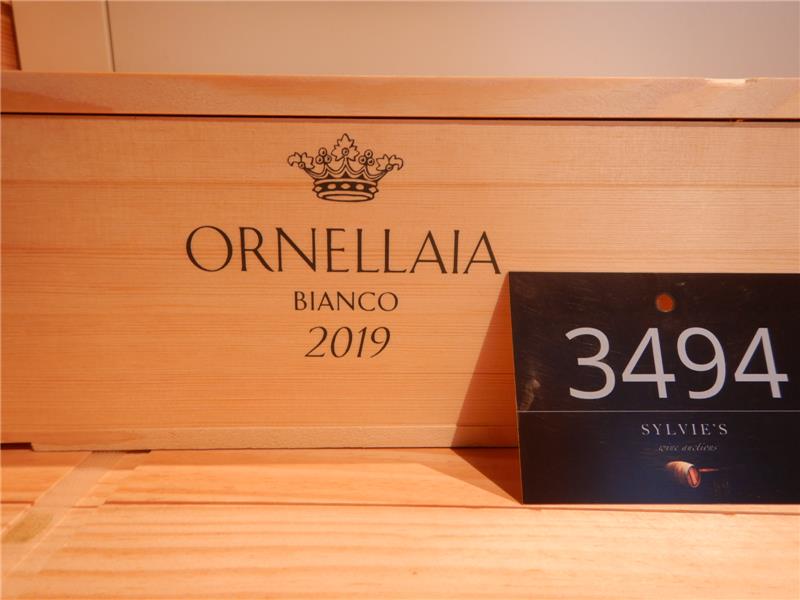 ORNELLAIA
BIANCO
2019
3494
SYLVIE'S
wine auctions